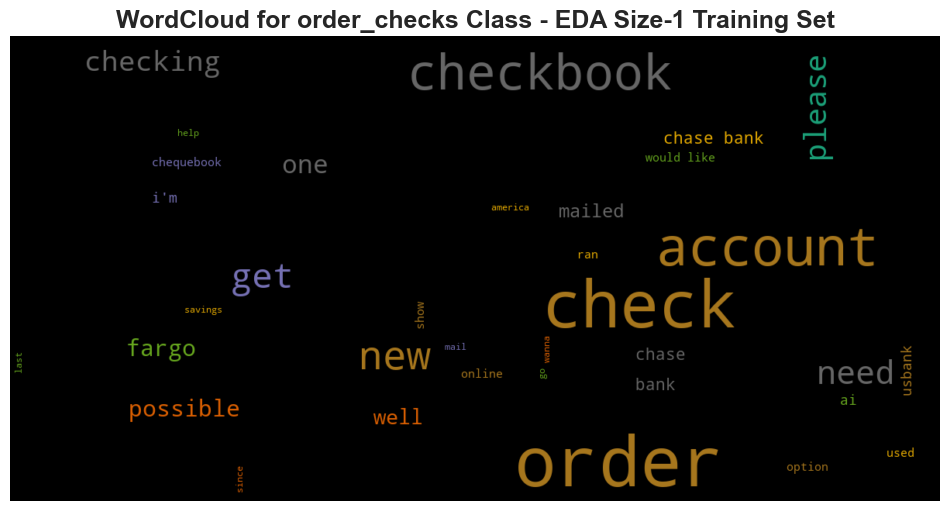 WordCloud for order_checks Class - EDA Size-1 Training Set
checking
checkbook
please
help
chase bank
would like
chequebook
one
i'm
america
mailed
account
ran
get
check
savings
show
fargo
new
mail
wanna
chase
need
usbank
last
online
go
bank
ai
possible
well
order
used
option
since